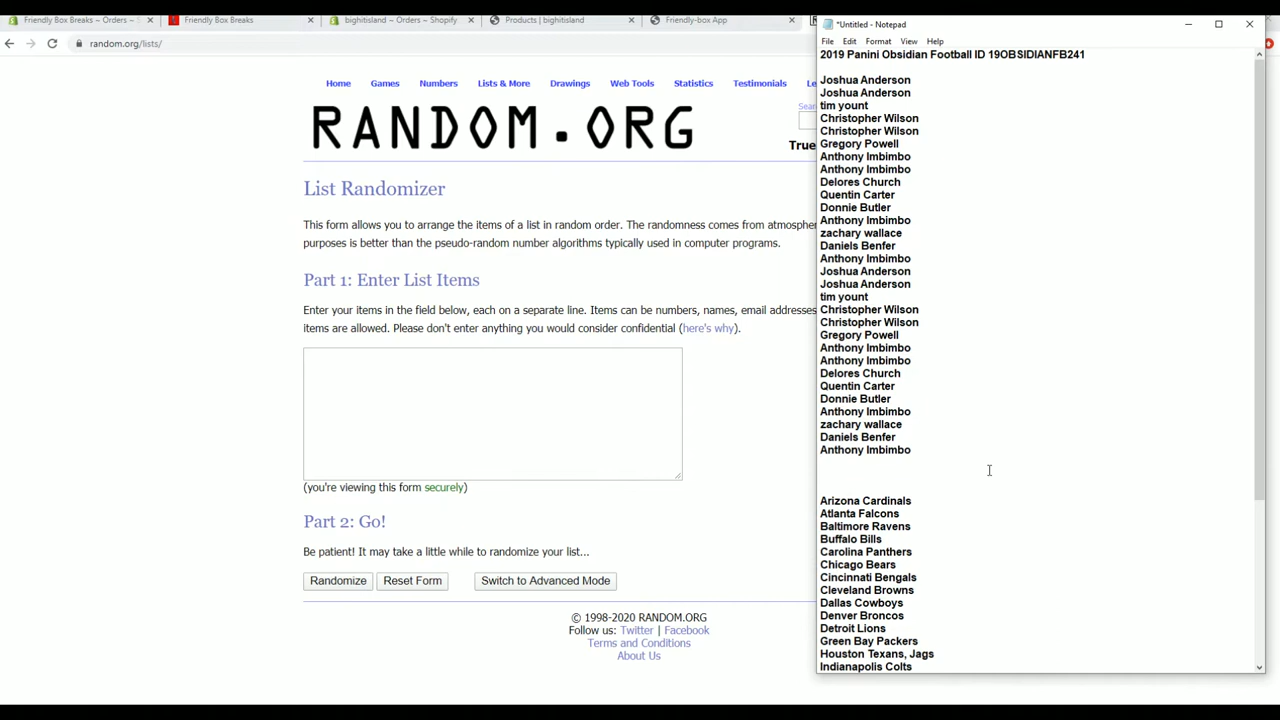 Friendly Box Breaks – Orders –
Friendly Box Breaks
bighitisland – Orders – Shopify
Products | bighitisland
Friendly-box App
random.org/lists/
Home
Games
Numbers
Lists & More
Drawings
Web Tools
Statistics
Testimonials
RANDOM.ORG
True
List Randomizer
This form allows you to arrange the items of a list in random order. The randomness comes from atmosphe
purposes is better than the pseudo-random number algorithms typically used in computer programs.
Part 1: Enter List Items
Enter your items in the field below, each on a separate line. Items can be numbers, names, email addresse
items are allowed. Please don't enter anything you would consider confidential (here's why).
(you're viewing this form securely)
Part 2: Go!
Be patient! It may take a little while to randomize your list...
Randomize
Reset Form
Switch to Advanced Mode
© 1998-2020 RANDOM.ORG
Follow us: Twitter | Facebook
Terms and Conditions
About Us
*Untitled - Notepad
File Edit Format View Help
2019 Panini Obsidian Football ID 19OBSIDIANFB241
Joshua Anderson
Joshua Anderson
tim yount
Christopher Wilson
Christopher Wilson
Gregory Powell
Anthony Imbimbo
Anthony Imbimbo
Delores Church
Quentin Carter
Donnie Butler
Anthony Imbimbo
zachary wallace
Daniels Benfer
Anthony Imbimbo
Joshua Anderson
Joshua Anderson
tim yount
Christopher Wilson
Christopher Wilson
Gregory Powell
Anthony Imbimbo
Anthony Imbimbo
Delores Church
Quentin Carter
Donnie Butler
Anthony Imbimbo
zachary wallace
Daniels Benfer
Anthony Imbimbo
Arizona Cardinals
Atlanta Falcons
Baltimore Ravens
Buffalo Bills
Carolina Panthers
Chicago Bears
Cincinnati Bengals
Cleveland Browns
Dallas Cowboys
Denver Broncos
Detroit Lions
Green Bay Packers
Houston Texans, Jags
Indianapolis Colts